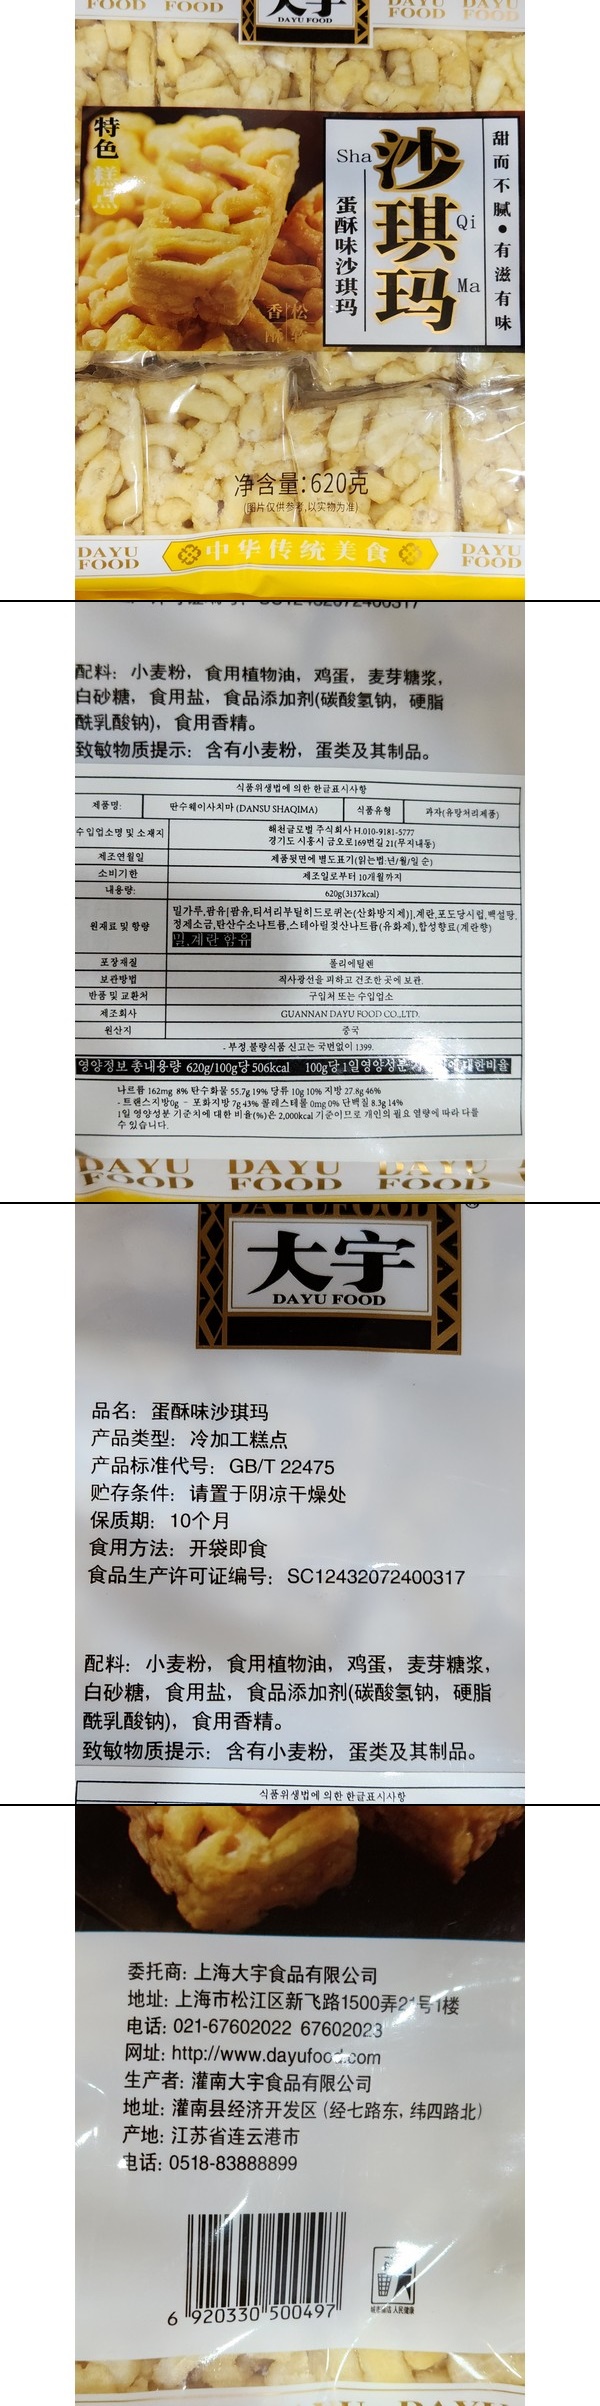 FOOD FOOD 大宇 FOOD FOOD
DAYU FOOD
特色
糕点
Sha Qi Ma
沙琪玛
蛋酥味沙琪玛
甜而不腻•有滋有味
香松
酥软
净含量:620克
(图片仅供参考,以实物为准)
DAYU FOOD 中华传统美食 DAYU FOOD
SC12432072400317
配料：小麦粉，食用植物油，鸡蛋，麦芽糖浆，
白砂糖，食用盐，食品添加剂(碳酸氢钠，硬脂
酰乳酸钠)，食用香精。
致敏物质提示：含有小麦粉，蛋类及其制品。
식품위생법에 의한 한글표시사항
제품명: 딴수웨이사치마 (DANSU SHAQIMA) 식품유형 과자(유탕처리제품)
수입업소명 및 소재지 해천글로벌 주식회사 H.010-9181-5777
경기도 시흥시 금오로169번길 21(무지내동)
제조연월일 제품뒷면에 별도표기(읽는법:년/월/일 순)
소비기한 제조일로부터 10개월까지
내용량: 620g(3137kcal)
원재료 및 함량 밀가루,팜유[팜유,터셔리부틸히드로퀴논(산화방지제)],계란,포도당시럽,백설탕,
정제소금,탄산수소나트륨,스테아릴젖산나트륨(유화제),합성향료(계란향)
밀,계란 함유
포장재질 폴리에틸렌
보관방법 직사광선을 피하고 건조한 곳에 보관.
반품 및 교환처 구입처 또는 수입업소
제조회사 GUANNAN DAYU FOOD CO.,LTD.
원산지 중국
- 부정.불량식품 신고는 국번없이 1399.
영양정보 총내용량 620g/100g당 506kcal 100g당 1일영양성분 대한비율
나르륨 162mg 8% 탄수화물 55.7g 19% 당류 10g 10% 지방 27.8g 46%
- 트랜스지방0g - 포화지방 7g 43% 콜레스테롤 0mg 0% 단백질 8.3g 14%
1일 영양성분 기준치에 대한 비율(%)은 2,000kcal 기준이므로 개인의 필요 열량에 따라 다를
수 있습니다.
DAYU FOOD DAYU FOOD DAYU FOOD
DAYUFOOD ®
大宇
DAYU FOOD
品名：蛋酥味沙琪玛
产品类型：冷加工糕点
产品标准代号：GB/T 22475
贮存条件：请置于阴凉干燥处
保质期：10个月
食用方法：开袋即食
食品生产许可证编号：SC12432072400317
配料：小麦粉，食用植物油，鸡蛋，麦芽糖浆，
白砂糖，食用盐，食品添加剂(碳酸氢钠，硬脂
酰乳酸钠)，食用香精。
致敏物质提示：含有小麦粉，蛋类及其制品。
식품위생법에 의한 한글표시사항
委托商: 上海大宇食品有限公司
地址: 上海市松江区新飞路1500弄21号1楼
电话: 021-67602022 67602023
网址: http://www.dayufood.com
生产者: 灌南大宇食品有限公司
地址: 灌南县经济开发区 (经七路东, 纬四路北)
产地: 江苏省连云港市
电话: 0518-83888899
6 920330 500497